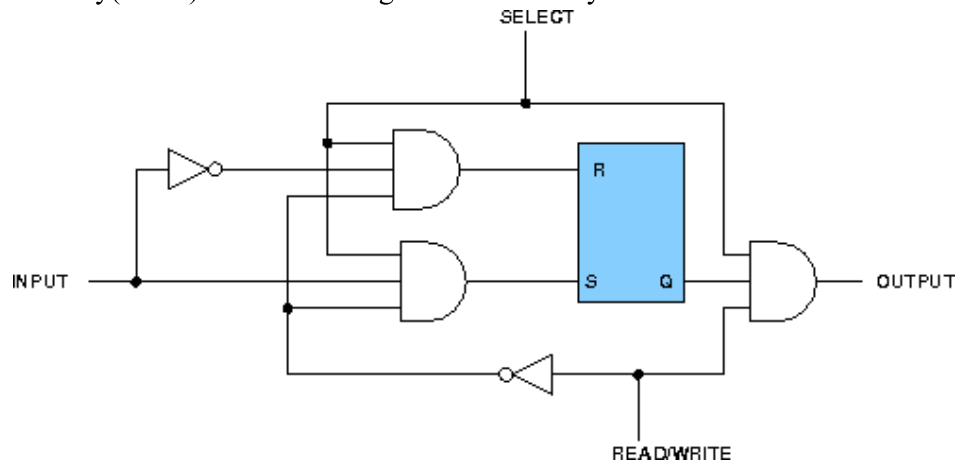 SELECT
R
INPUT
S Q
OUTPUT
READ/WRITE